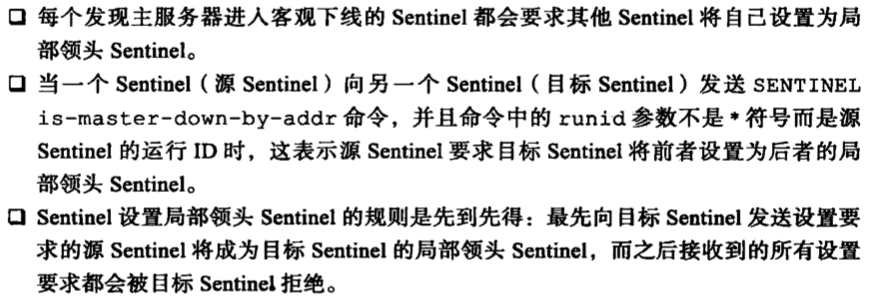 ❑ 每个发现主服务器进入客观下线的 Sentinel 都会要求其他 Sentinel 将自己设置为局
部领头 Sentinel。
❑ 当一个 Sentinel（源 Sentinel）向另一个 Sentinel（目标 Sentinel）发送 SENTINEL
is-master-down-by-addr 命令，并且命令中的 runid 参数不是 * 符号而是源
Sentinel 的运行 ID 时，这表示源 Sentinel 要求目标 Sentinel 将前者设置为后者的局
部领头 Sentinel。
❑ Sentinel 设置局部领头 Sentinel 的规则是先到先得：最先向目标 Sentinel 发送设置要
求的源 Sentinel 将成为目标 Sentinel 的局部领头 Sentinel，而之后接收到的所有设置
要求都会被目标 Sentinel 拒绝。